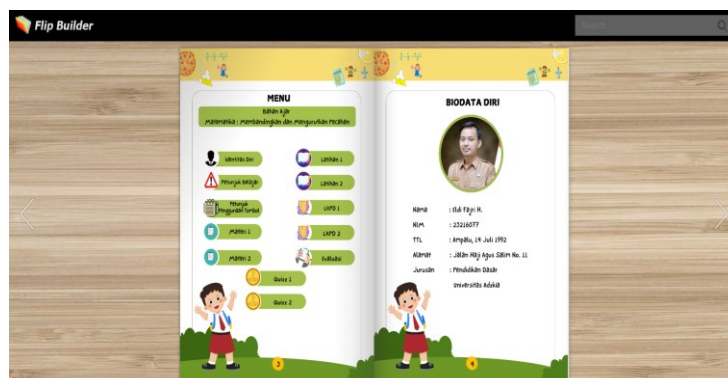 Flip Builder
Search
MENU
Bahan Ajar
Matematika : Membandingkan dan Mengurutkan Pecahan
Identitas Diri
Latihan 1
Petunjuk Belajar
Latihan 2
Petunjuk
Penggunaan Tombol
LKPD 1
Materi 1
LKPD 2
Materi 2
Evaluasi
Quizz 1
Quizz 2
3
BIODATA DIRI
Nama : Eldi Fajri H.
NIM : 23216077
TTL : Ampalu, 14 Juli 1992
Alamat : Jalan Haji Agus Salim No. 11
Jurusan : Pendidikan Dasar
Universitas Adzkia
4